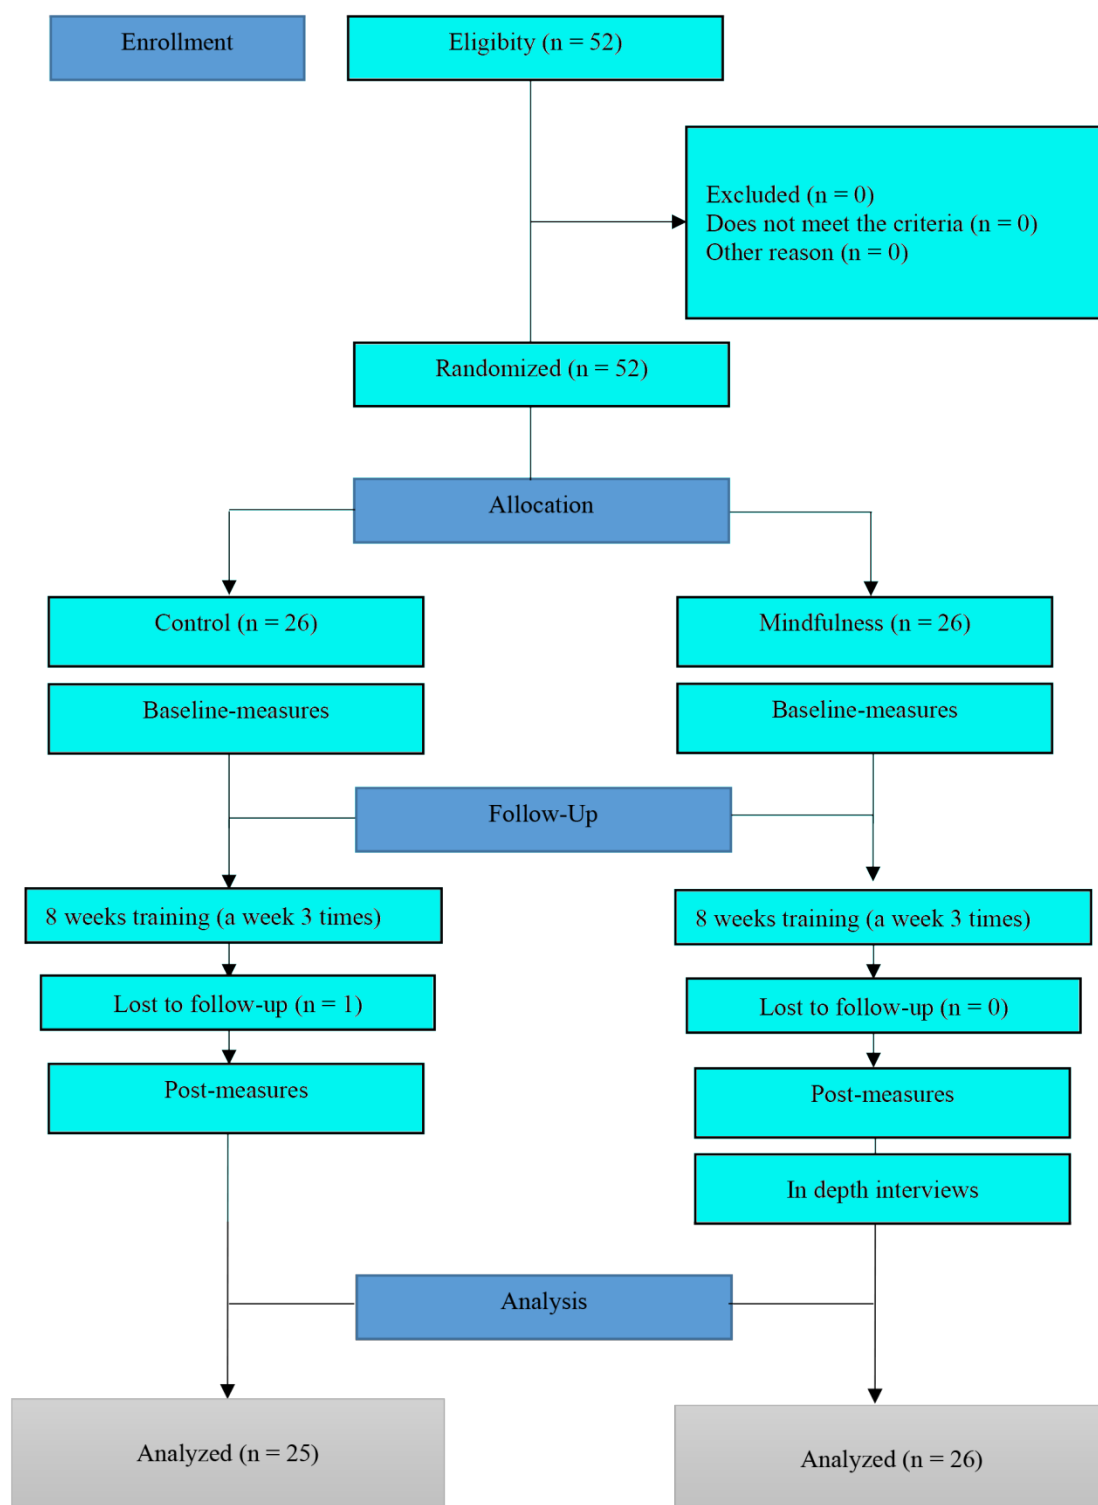 Enrollment
Eligibity (n = 52)
Excluded (n = 0)
Does not meet the criteria (n = 0)
Other reason (n = 0)
Randomized (n = 52)
Allocation
Control (n = 26)
Mindfulness (n = 26)
Baseline-measures
Baseline-measures
Follow-Up
8 weeks training (a week 3 times)
8 weeks training (a week 3 times)
Lost to follow-up (n = 1)
Lost to follow-up (n = 0)
Post-measures
Post-measures
In depth interviews
Analysis
Analyzed (n = 25)
Analyzed (n = 26)